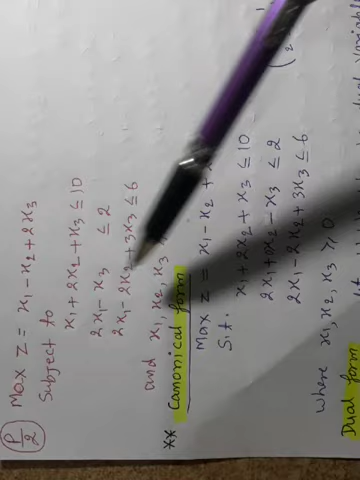 P/2 Max Z = x₁ - x₂ + 2x₃
Subject to
x₁ + 2x₂ + x₃ ≤ 10
2x₁ - x₃ ≤ 2
2x₁ - 2x₂ + 3x₃ ≤ 6
and x₁, x₂, x₃
** Canonical form
Max Z = x₁ - x₂ + 2
S.t.
x₁ + 2x₂ + x₃ ≤ 10
2x₁ + 0x₂ - x₃ ≤ 2
2x₁ - 2x₂ + 3x₃ ≤ 6
where x₁, x₂, x₃ ≥ 0
Dual form